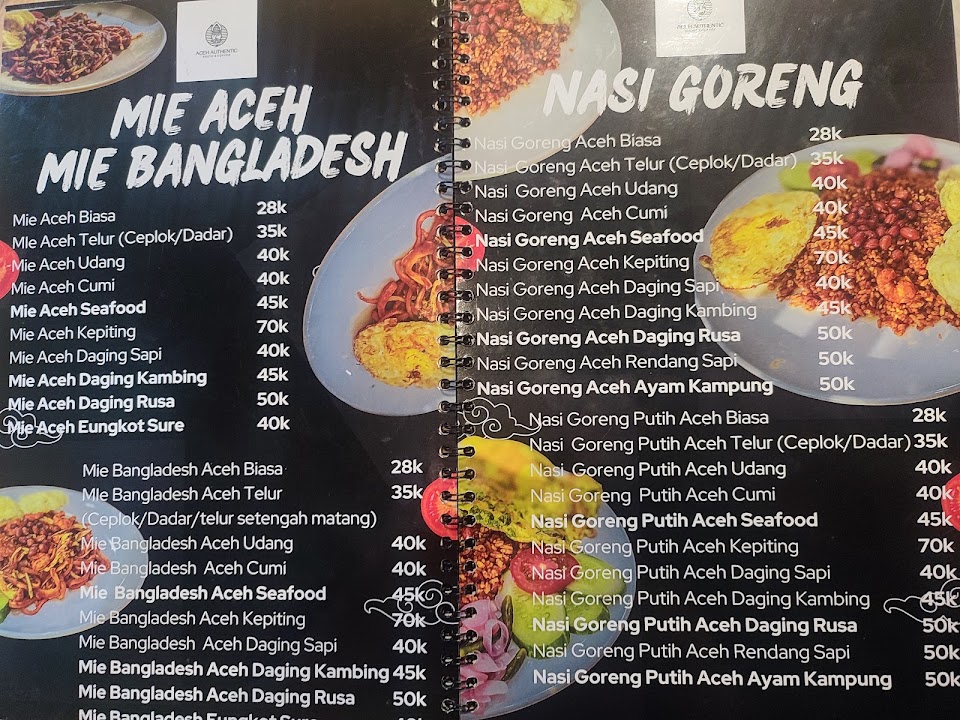 ACEH AUTHENTIC
MIE ACEH
MIE BANGLADESH
Mie Aceh Biasa 28k
MIe Aceh Telur (Ceplok/Dadar) 35k
Mie Aceh Udang 40k
Mie Aceh Cumi 40k
Mie Aceh Seafood 45k
Mie Aceh Kepiting 70k
Mie Aceh Daging Sapi 40k
Mie Aceh Daging Kambing 45k
Mie Aceh Daging Rusa 50k
Mie Aceh Eungkot Sure 40k
Mie Bangladesh Aceh Biasa 28k
MIe Bangladesh Aceh Telur 35k
(Ceplok/Dadar/telur setengah matang)
Mie Bangladesh Aceh Udang 40k
Mie Bangladesh Aceh Cumi 40k
Mie Bangladesh Aceh Seafood 45k
Mie Bangladesh Aceh Kepiting 70k
Mie Bangladesh Aceh Daging Sapi 40k
Mie Bangladesh Aceh Daging Kambing 45k
Mie Bangladesh Aceh Daging Rusa 50k
Mie Bangladesh Eungkot Sure 40k
ACEH AUTHENTIC
NASI GORENG
Nasi Goreng Aceh Biasa 28k
Nasi Goreng Aceh Telur (Ceplok/Dadar) 35k
Nasi Goreng Aceh Udang 40k
Nasi Goreng Aceh Cumi 40k
Nasi Goreng Aceh Seafood 45k
Nasi Goreng Aceh Kepiting 70k
Nasi Goreng Aceh Daging Sapi 40k
Nasi Goreng Aceh Daging Kambing 45k
Nasi Goreng Aceh Daging Rusa 50k
Nasi Goreng Aceh Rendang Sapi 50k
Nasi Goreng Aceh Ayam Kampung 50k
Nasi Goreng Putih Aceh Biasa 28k
Nasi Goreng Putih Aceh Telur (Ceplok/Dadar) 35k
Nasi Goreng Putih Aceh Udang 40k
Nasi Goreng Putih Aceh Cumi 40k
Nasi Goreng Putih Aceh Seafood 45k
Nasi Goreng Putih Aceh Kepiting 70k
Nasi Goreng Putih Aceh Daging Sapi 40k
Nasi Goreng Putih Aceh Daging Kambing 45k
Nasi Goreng Putih Aceh Daging Rusa 50k
Nasi Goreng Putih Aceh Rendang Sapi 50k
Nasi Goreng Putih Aceh Ayam Kampung 50k